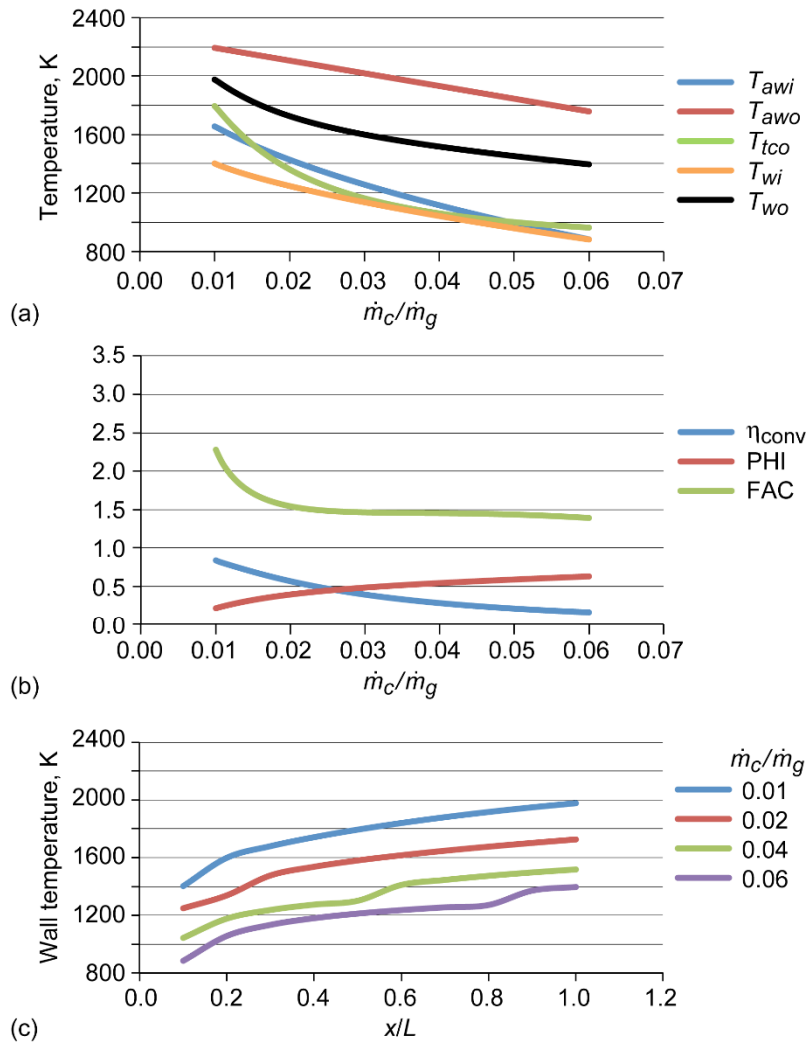 2400
2000
1600
1200
800
Temperature, K
0.00 0.01 0.02 0.03 0.04 0.05 0.06 0.07
ṁc/ṁg
Tawi
Tawo
Ttco
Twi
Two
(a)
3.5
3.0
2.5
2.0
1.5
1.0
0.5
0.0
0.00 0.01 0.02 0.03 0.04 0.05 0.06 0.07
ṁc/ṁg
ηconv
PHI
FAC
(b)
2400
2000
1600
1200
800
Wall temperature, K
0.0 0.2 0.4 0.6 0.8 1.0 1.2
x/L
ṁc/ṁg
0.01
0.02
0.04
0.06
(c)